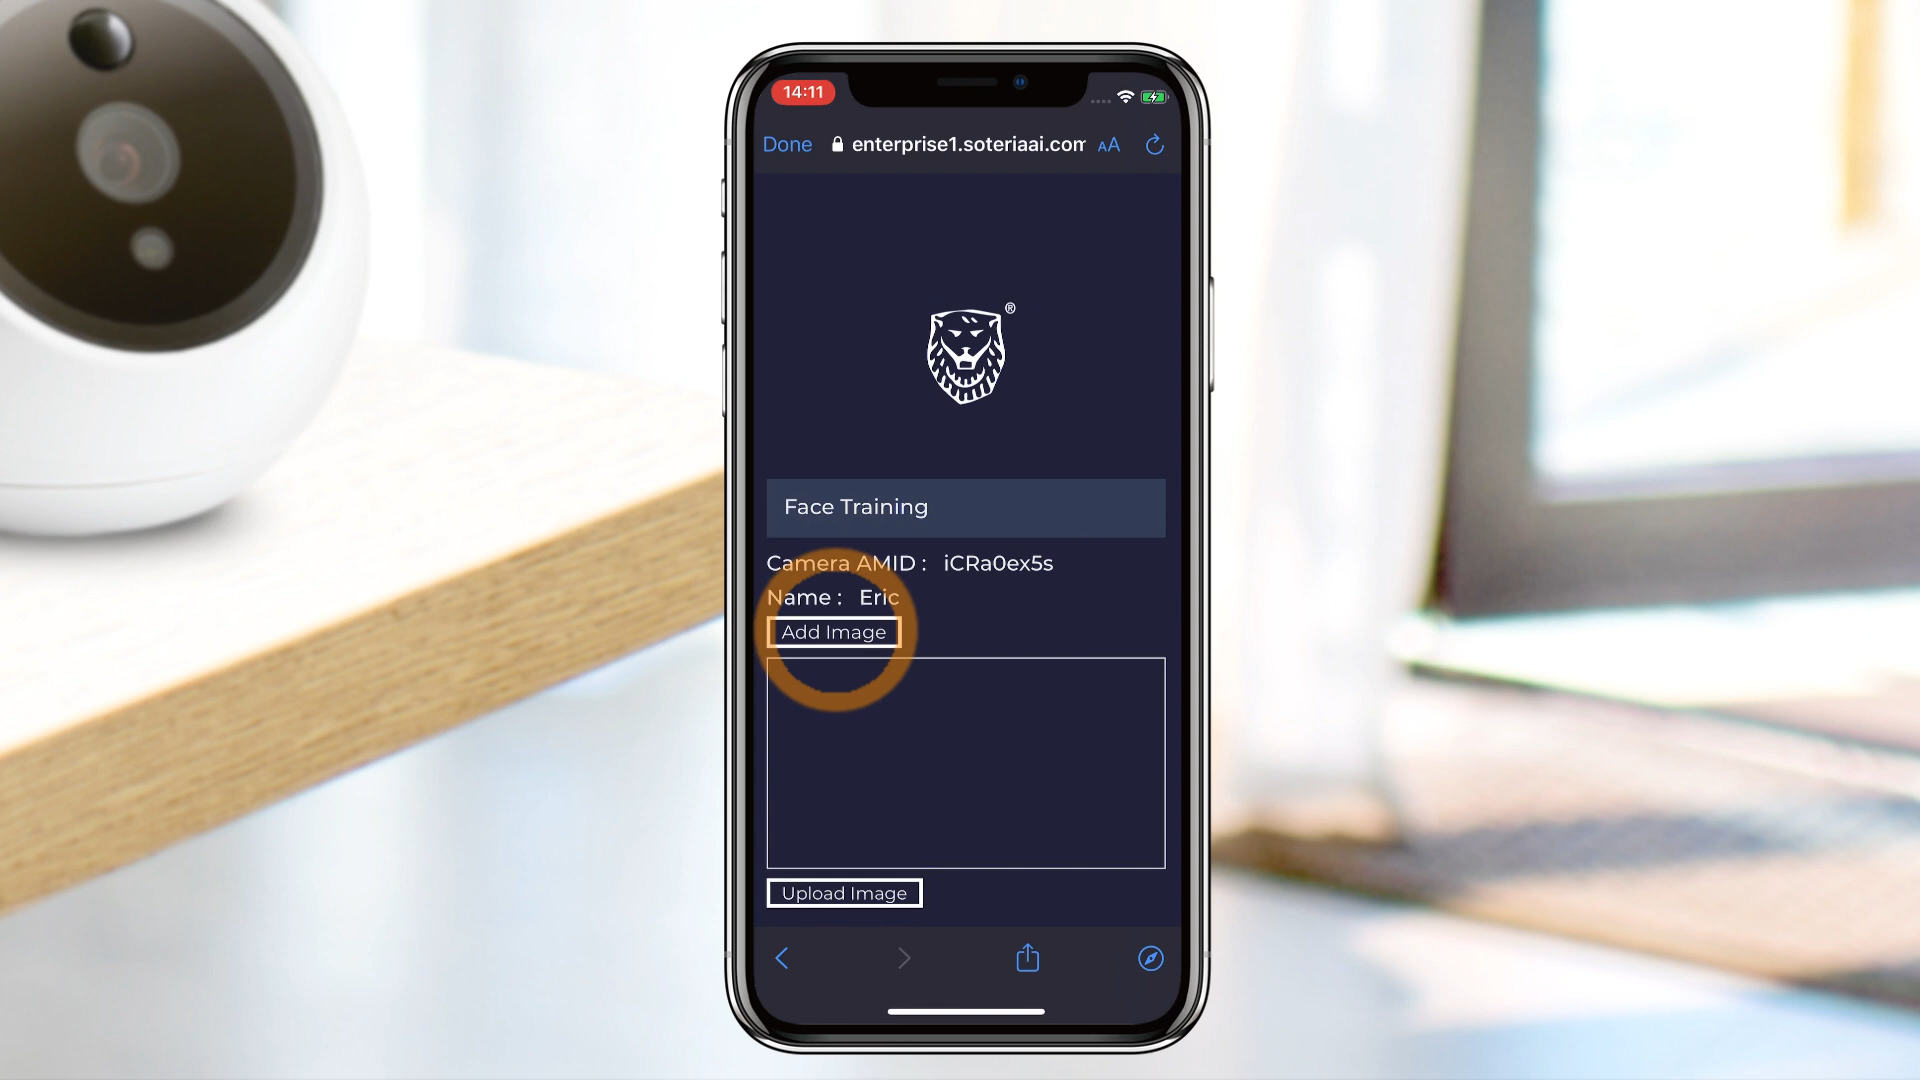 14:11
Done enterprise1.soteriaai.com AA
®
Face Training
Camera AMID : iCRa0ex5s
Name : Eric
Add Image
Upload Image